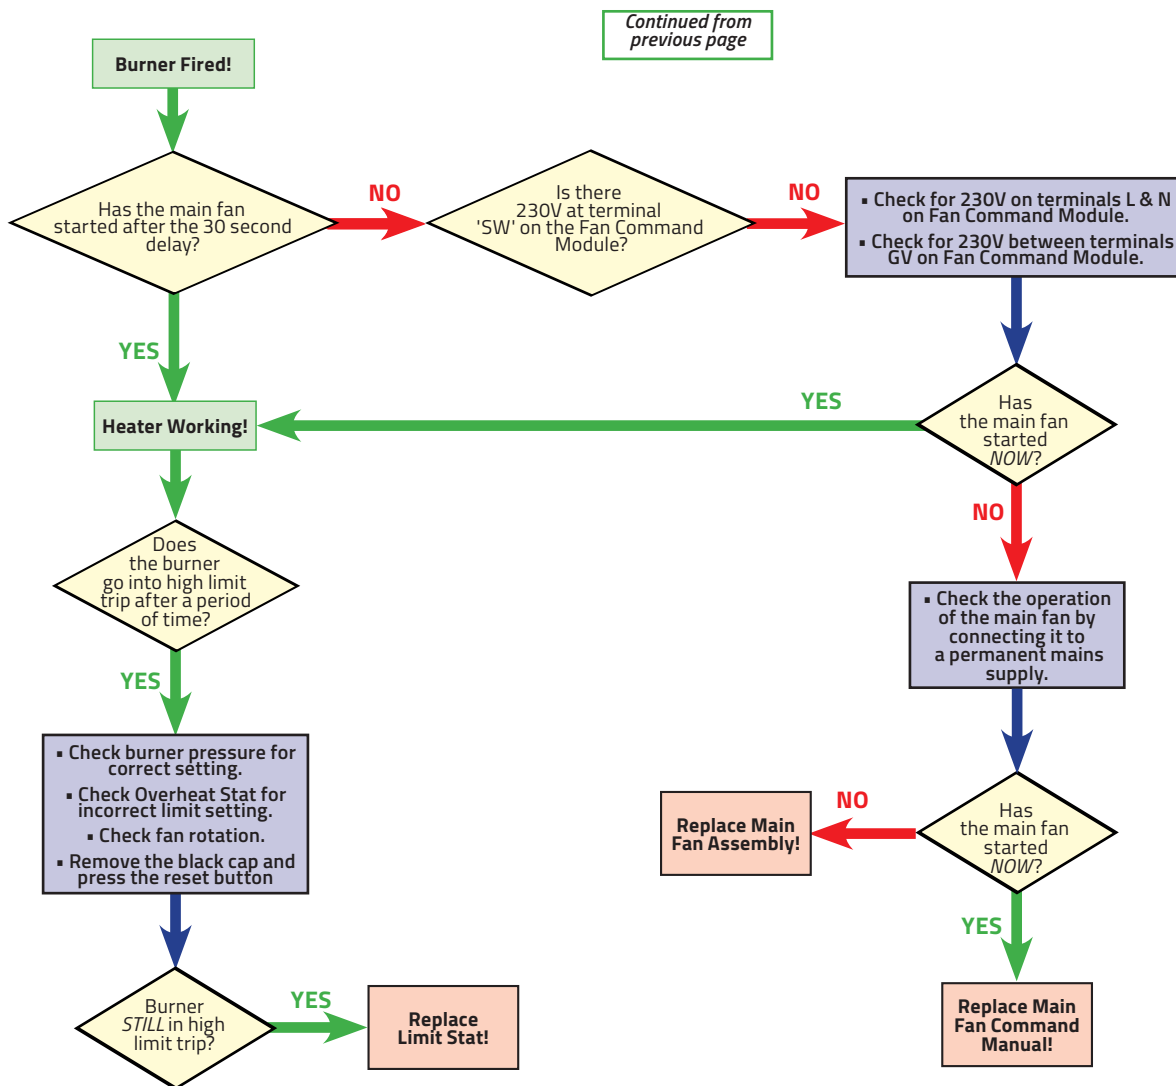 Continued from
previous page
Burner Fired!
Has the main fan
started after the 30 second
delay?
NO
Is there
230V at terminal
'SW' on the Fan Command
Module?
NO
▪ Check for 230V on terminals L & N
on Fan Command Module.
▪ Check for 230V between terminals
GV on Fan Command Module.
YES
Heater Working!
YES
Has
the main fan
started
NOW?
NO
Does
the burner
go into high limit
trip after a period
of time?
▪ Check the operation
of the main fan by
connecting it to
a permanent mains
supply.
YES
▪ Check burner pressure for
correct setting.
▪ Check Overheat Stat for
incorrect limit setting.
▪ Check fan rotation.
▪ Remove the black cap and
press the reset button
Replace Main
Fan Assembly!
NO
Has
the main fan
started
NOW?
YES
Burner
STILL in high
limit trip?
YES
Replace
Limit Stat!
Replace Main
Fan Command
Manual!